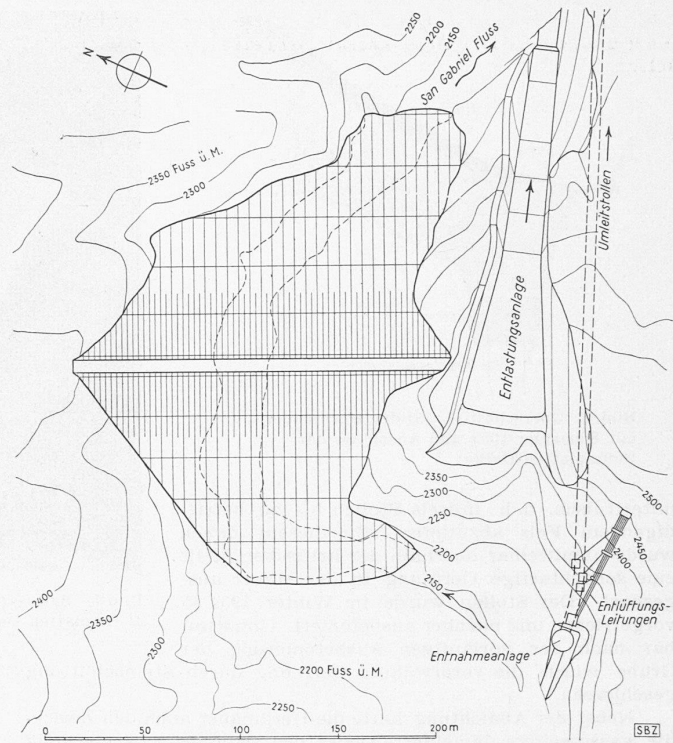 2250
2200
2150
San Gabriel Fluss
N
2350 Fuss ü.M.
2300
Umleitstollen
Entlastungsanlage
2350
2300
2250
2200
2150
2500
2450
2400
Entlüftungs-
Leitungen
Entnahmeanlage
2400
2350
2300
2200 Fuss ü.M.
2250
0 50 100 150 200 m
SBZ